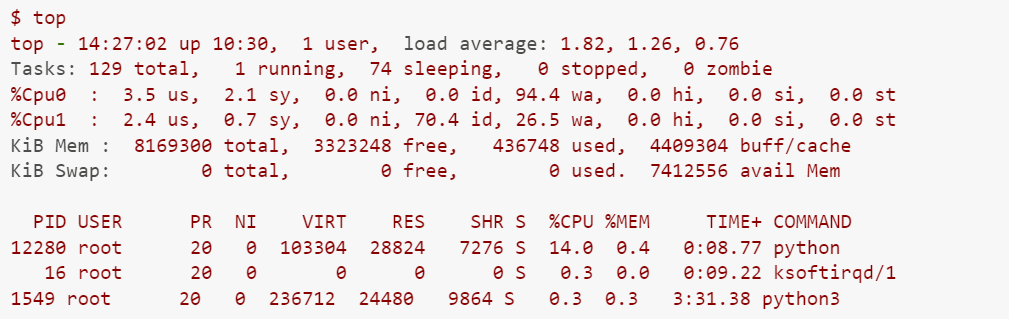 $ top
top - 14:27:02 up 10:30,  1 user,  load average: 1.82, 1.26, 0.76
Tasks: 129 total,   1 running,  74 sleeping,   0 stopped,   0 zombie
%Cpu0  :  3.5 us,  2.1 sy,  0.0 ni,  0.0 id, 94.4 wa,  0.0 hi,  0.0 si,  0.0 st
%Cpu1  :  2.4 us,  0.7 sy,  0.0 ni, 70.4 id, 26.5 wa,  0.0 hi,  0.0 si,  0.0 st
KiB Mem :  8169300 total,  3323248 free,   436748 used,  4409304 buff/cache
KiB Swap:        0 total,        0 free,        0 used.  7412556 avail Mem
  PID USER      PR  NI    VIRT    RES    SHR S  %CPU %MEM     TIME+ COMMAND
12280 root      20   0  103304  28824   7276 S  14.0  0.4   0:08.77 python
   16 root      20   0       0      0      0 S   0.3  0.0   0:09.22 ksoftirqd/1
1549 root      20   0  236712  24480   9864 S   0.3  0.3   3:31.38 python3